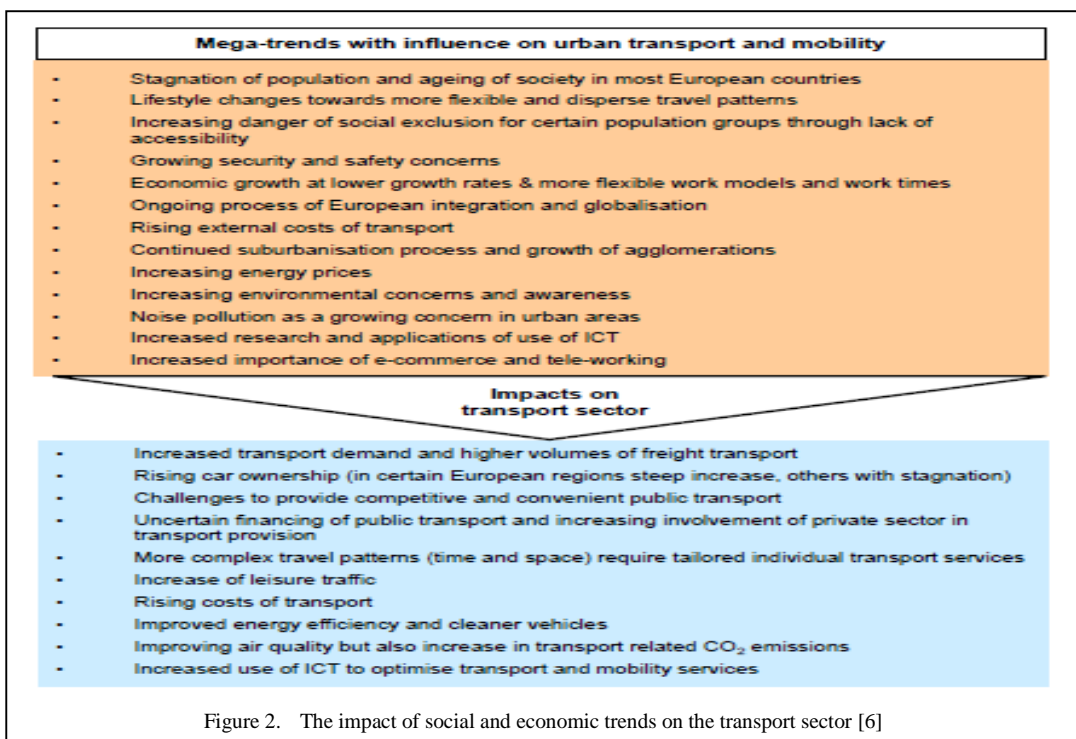 Mega-trends with influence on urban transport and mobility
- Stagnation of population and ageing of society in most European countries
- Lifestyle changes towards more flexible and disperse travel patterns
- Increasing danger of social exclusion for certain population groups through lack of
accessibility
- Growing security and safety concerns
- Economic growth at lower growth rates & more flexible work models and work times
- Ongoing process of European integration and globalisation
- Rising external costs of transport
- Continued suburbanisation process and growth of agglomerations
- Increasing energy prices
- Increasing environmental concerns and awareness
- Noise pollution as a growing concern in urban areas
- Increased research and applications of use of ICT
- Increased importance of e-commerce and tele-working
Impacts on
transport sector
- Increased transport demand and higher volumes of freight transport
- Rising car ownership (in certain European regions steep increase, others with stagnation)
- Challenges to provide competitive and convenient public transport
- Uncertain financing of public transport and increasing involvement of private sector in
transport provision
- More complex travel patterns (time and space) require tailored individual transport services
- Increase of leisure traffic
- Rising costs of transport
- Improved energy efficiency and cleaner vehicles
- Improving air quality but also increase in transport related CO₂ emissions
- Increased use of ICT to optimise transport and mobility services
Figure 2. The impact of social and economic trends on the transport sector [6]